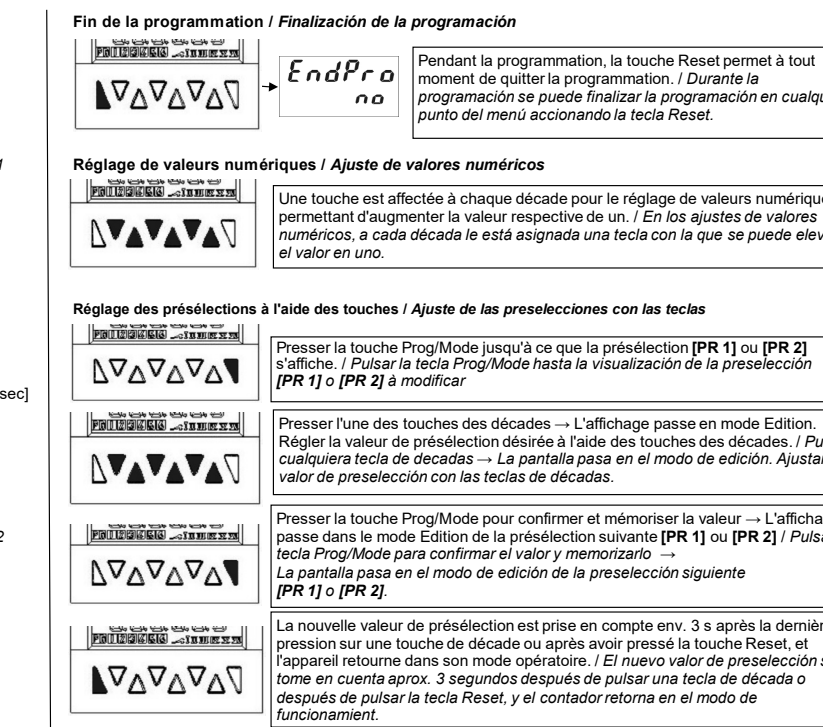 Fin de la programmation / Finalización de la programación
EndPro
no
Pendant la programmation, la touche Reset permet à tout
moment de quitter la programmation. / Durante la
programación se puede finalizar la programación en cualqu
punto del menú accionando la tecla Reset.
1
Réglage de valeurs numériques / Ajuste de valores numéricos
Une touche est affectée à chaque décade pour le réglage de valeurs numérique
permettant d'augmenter la valeur respective de un. / En los ajustes de valores
numéricos, a cada década le está asignada una tecla con la que se puede elev
el valor en uno.
Réglage des présélections à l'aide des touches / Ajuste de las preselecciones con las teclas
Presser la touche Prog/Mode jusqu'à ce que la présélection [PR 1] ou [PR 2]
s'affiche. / Pulsar la tecla Prog/Mode hasta la visualización de la preselección
[PR 1] o [PR 2] à modificar
sec]
Presser l'une des touches des décades → L'affichage passe en mode Edition.
Régler la valeur de présélection désirée à l'aide des touches des décades. / Pu
cualquiera tecla de decadas → La pantalla pasa en el modo de edición. Ajusta
valor de preselección con las teclas de décadas.
2
Presser la touche Prog/Mode pour confirmer et mémoriser la valeur → L'afficha
passe dans le mode Edition de la présélection suivante [PR 1] ou [PR 2] / Pulsa
tecla Prog/Mode para confirmar el valor y memorizarlo →
La pantalla pasa en el modo de edición de la preselección siguiente
[PR 1] o [PR 2].
La nouvelle valeur de présélection est prise en compte env. 3 s après la dernièr
pression sur une touche de décade ou après avoir pressé la touche Reset, et
l'appareil retourne dans son mode opératoire. / El nuevo valor de preselección s
tome en cuenta aprox. 3 segundos después de pulsar una tecla de década o
después de pulsar la tecla Reset, y el contador retorna en el modo de
funcionamient.